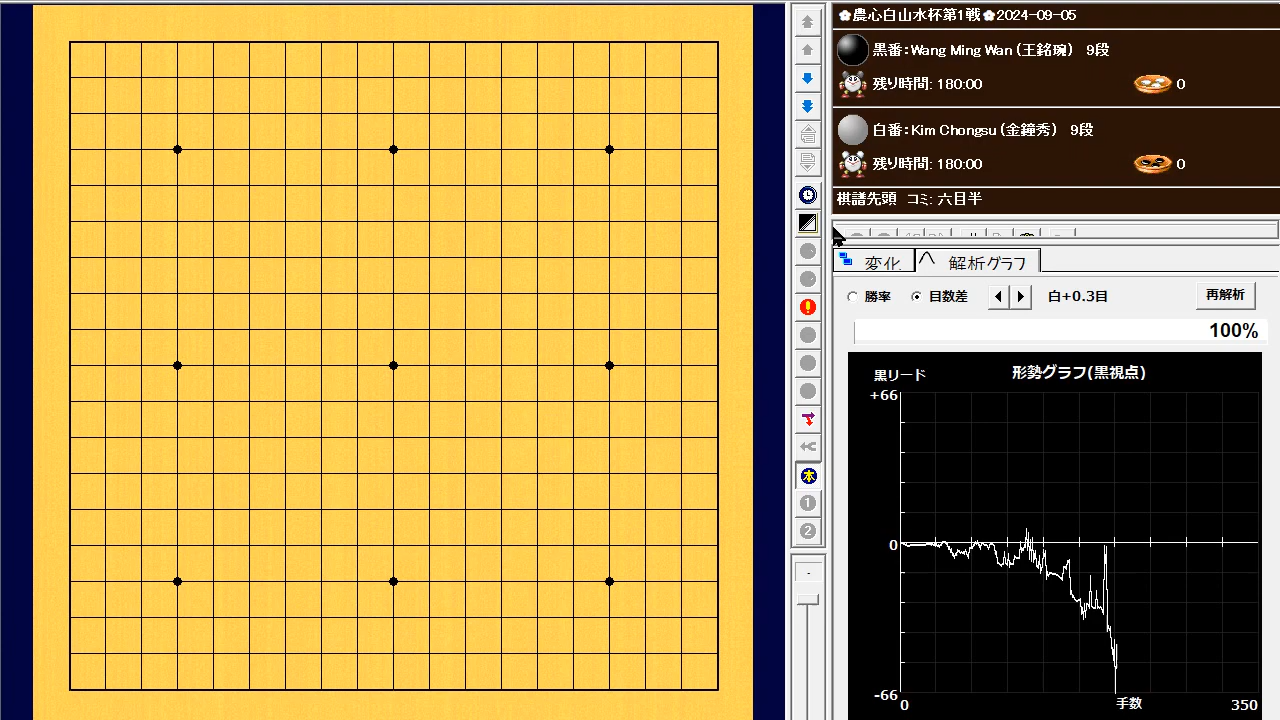 ✿農心白山水杯第1戦✿2024-09-05
黒番：Wang Ming Wan (王銘琬)　9段
残り時間: 180:00
0
白番：Kim Chongsu (金鐘秀)　9段
残り時間: 180:00
0
棋譜先頭　コミ: 六目半
変化
解析グラフ
勝率
目数差
白+0.3目
再解析
100%
黒リード
形勢グラフ(黒視点)
+66
0
-66
0
手数
350
本
1
2
-